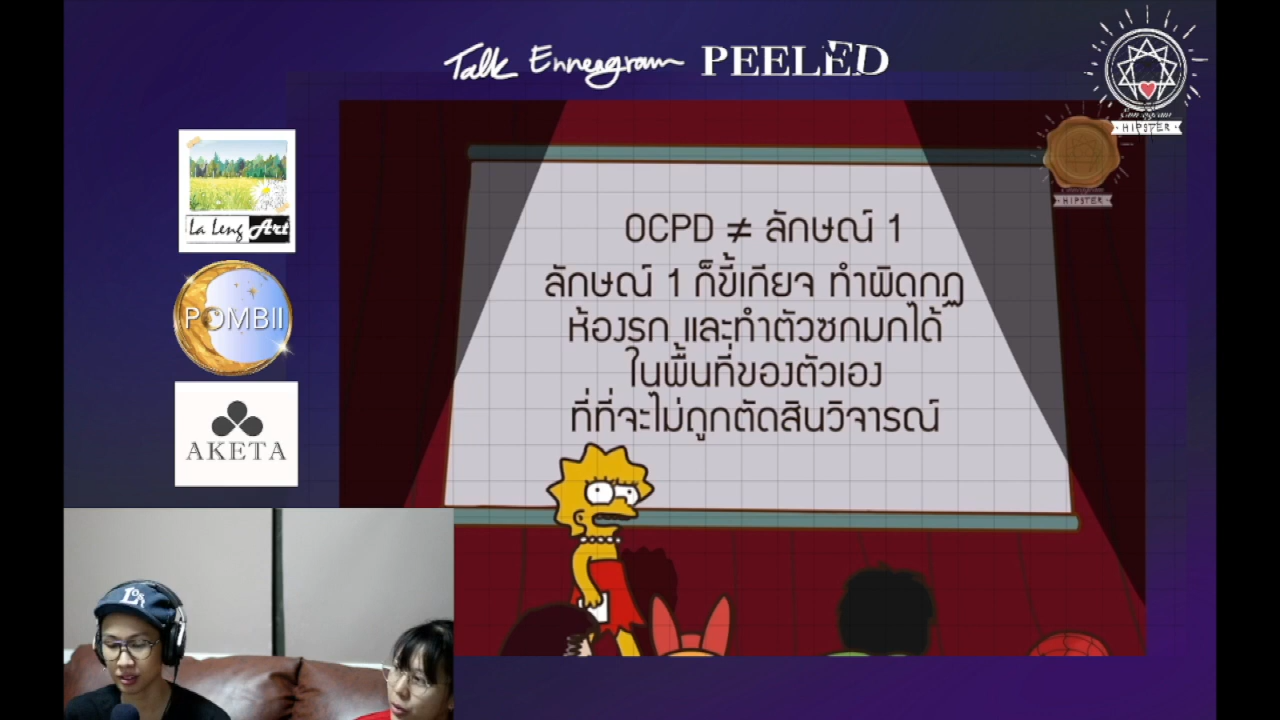 Talk Enneagram PEELED
Enneagram
HIPSTER
HIPSTER
La Leng Art
POMBII
AKETA
OCPD ≠ ลักษณ์ 1
ลักษณ์ 1 ก็ขี้เกียจ ทำผิดกฏ
ห้องรก และทำตัวซกมกได้
ในพื้นที่ของตัวเอง
ที่ที่จะไม่ถูกตัดสินวิจารณ์